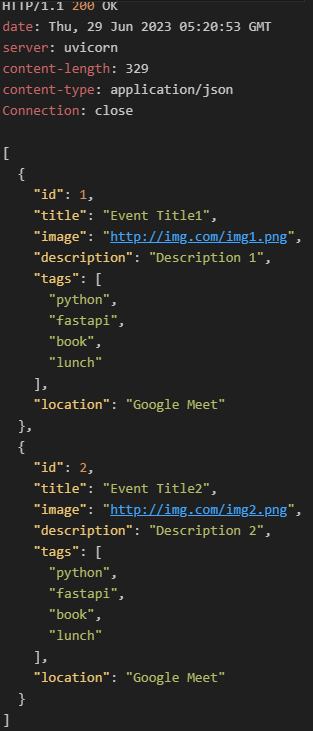 HTTP/1.1 200 OK
date: Thu, 29 Jun 2023 05:20:53 GMT
server: uvicorn
content-length: 329
content-type: application/json
Connection: close
[
{
"id": 1,
"title": "Event Title1",
"image": "http://img.com/img1.png",
"description": "Description 1",
"tags": [
"python",
"fastapi",
"book",
"lunch"
],
"location": "Google Meet"
},
{
"id": 2,
"title": "Event Title2",
"image": "http://img.com/img2.png",
"description": "Description 2",
"tags": [
"python",
"fastapi",
"book",
"lunch"
],
"location": "Google Meet"
}
]